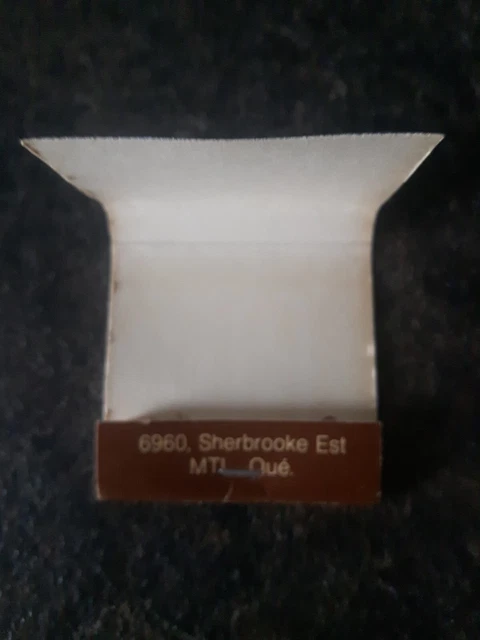 6960, Sherbrooke Est
MTL. Qué.